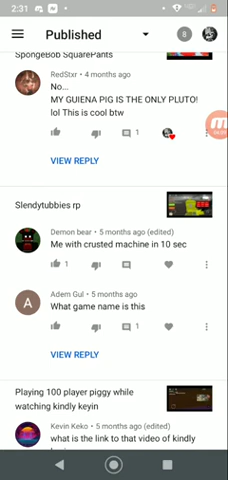 2:31
Published
8
SpongeBob SquarePants
RedStxr • 4 months ago
No...
MY GUIENA PIG IS THE ONLY PLUTO!
lol This is cool btw
1
VIEW REPLY
Slendytubbies rp
Demon bear • 5 months ago (edited)
Me with crusted machine in 10 sec
1
A
Adem Gul • 5 months ago
What game name is this
1
VIEW REPLY
Playing 100 player piggy while
watching kindly keyin
Kevin Keko • 5 months ago (edited)
what is the link to that video of kindly